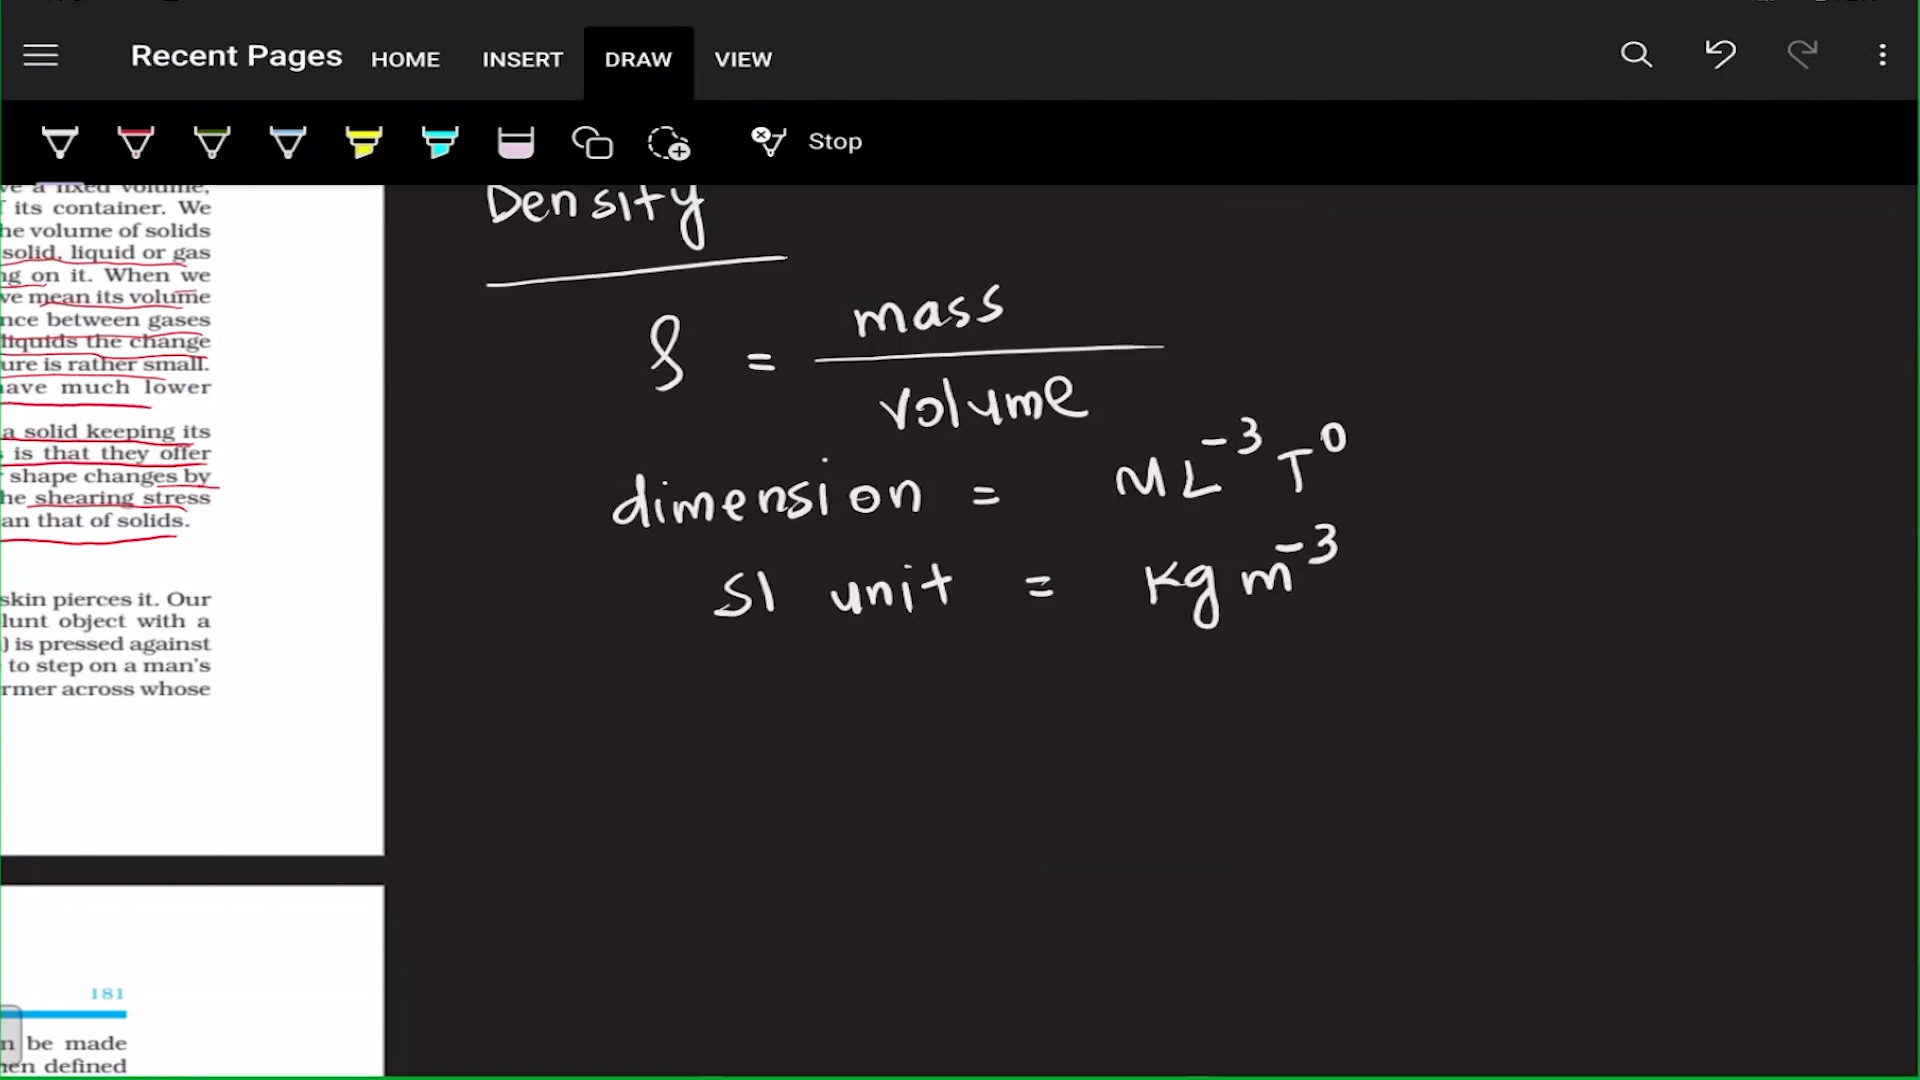 Recent Pages HOME INSERT DRAW VIEW
Stop
a fixed volume,
its container. We
he volume of solids
solid, liquid or gas
ng on it. When we
ve mean its volume
nce between gases
liquids the change
ure is rather small.
ave much lower
a solid keeping its
is that they offer
shape changes by
he shearing stress
an that of solids.
skin pierces it. Our
lunt object with a
) is pressed against
to step on a man's
rmer across whose
181
n be made
hen defined
Density
ρ = mass
volume
dimension = M L⁻³ T⁰
SI unit = Kg m⁻³